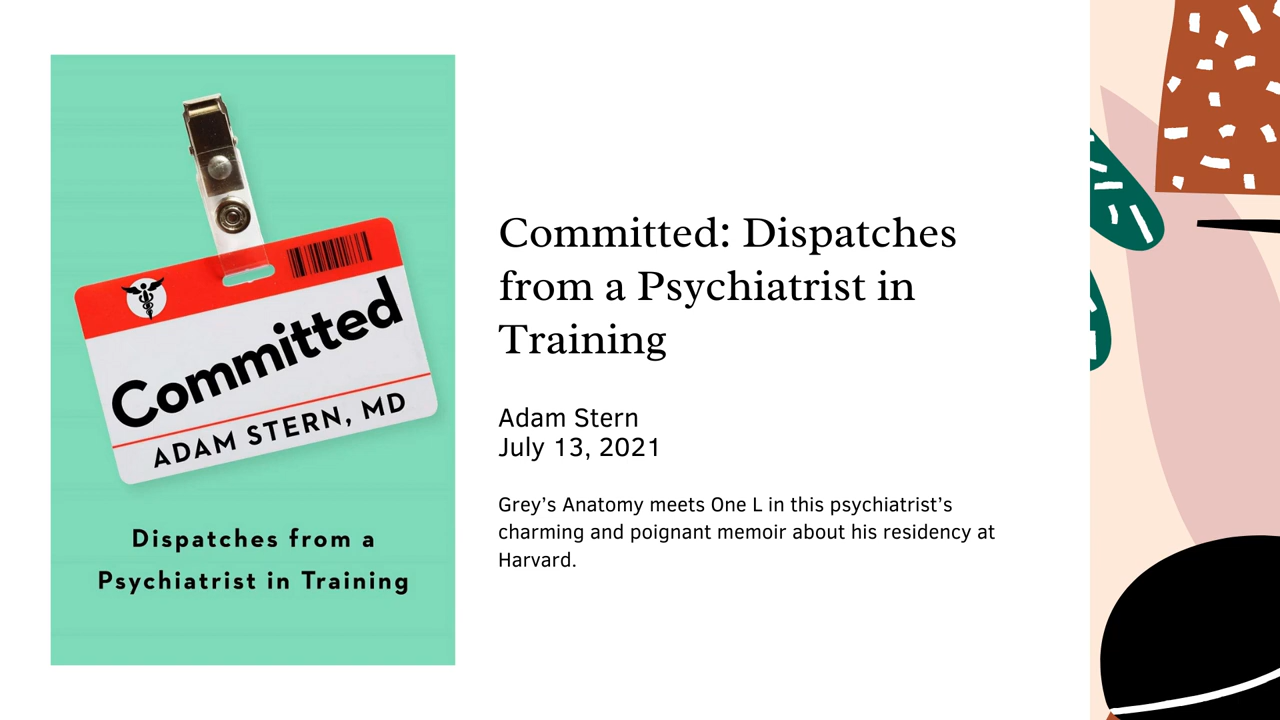 Committed
ADAM STERN, MD
Dispatches from a
Psychiatrist in Training
Committed: Dispatches
from a Psychiatrist in
Training
Adam Stern
July 13, 2021
Grey’s Anatomy meets One L in this psychiatrist’s
charming and poignant memoir about his residency at
Harvard.